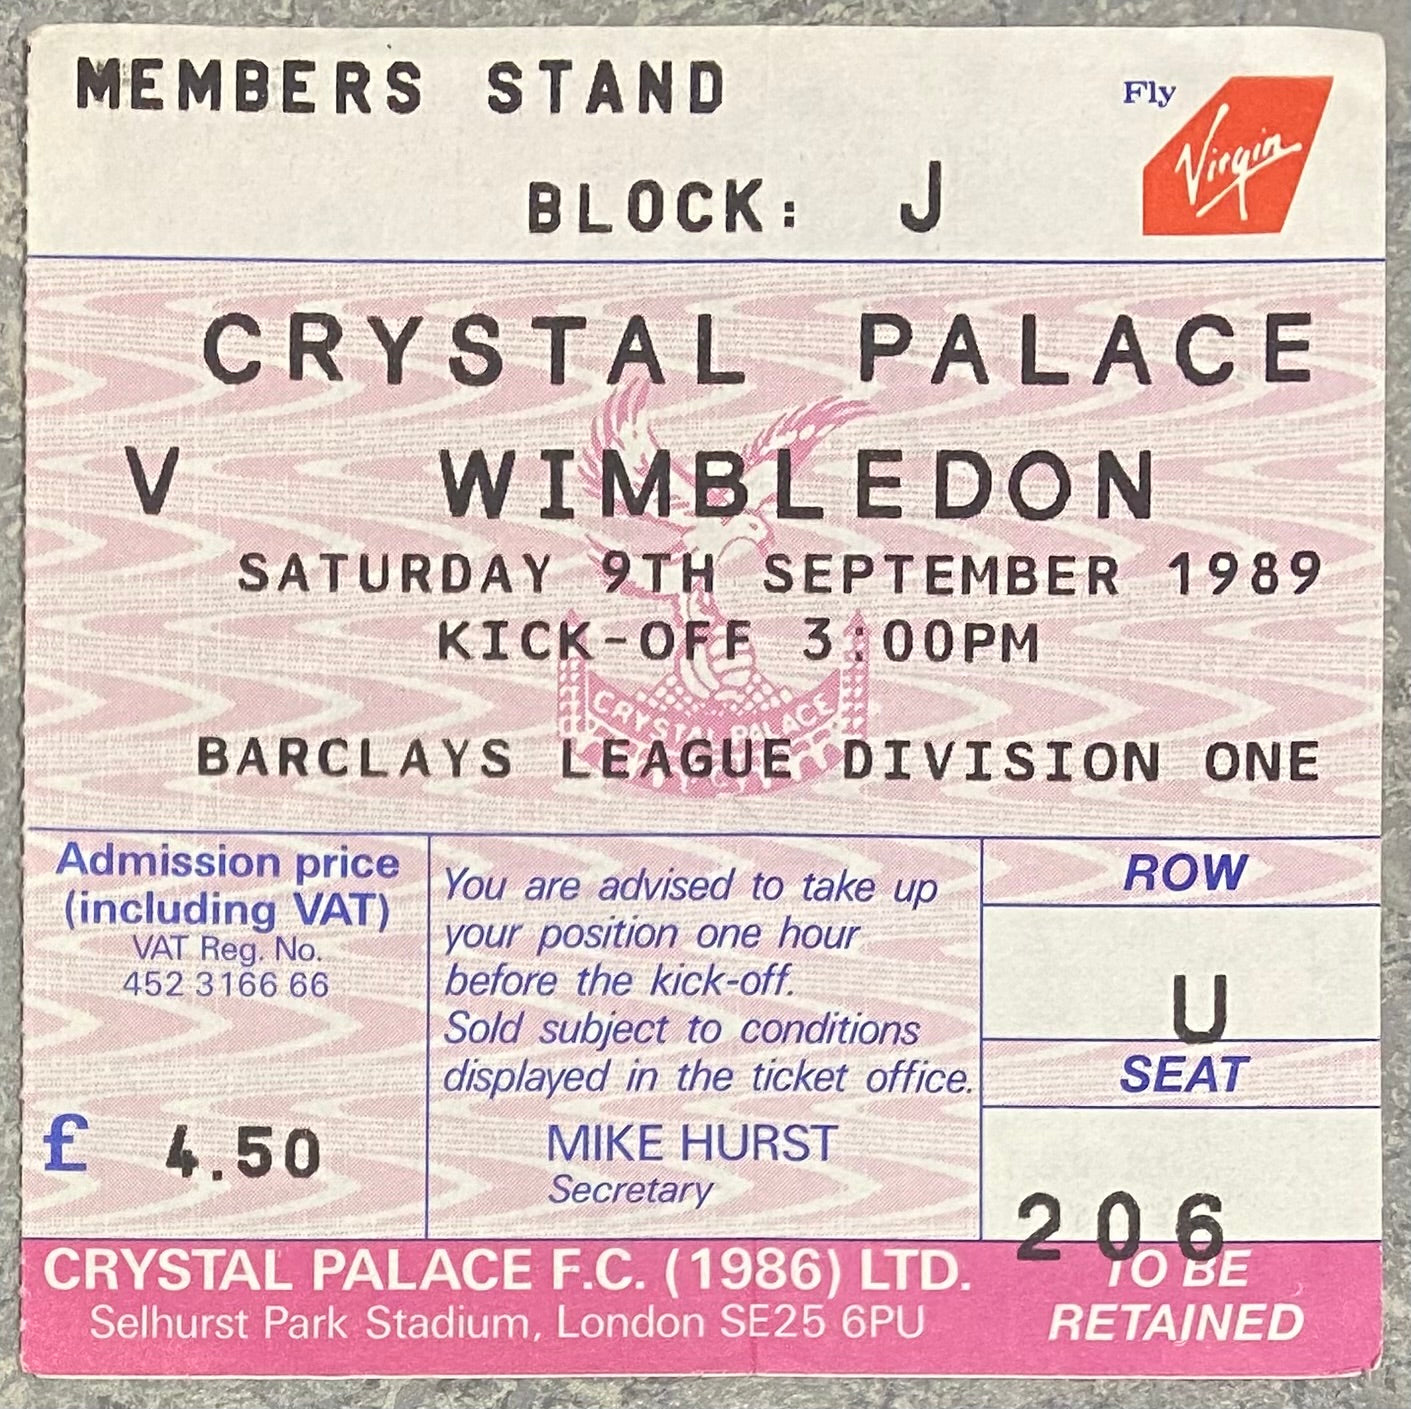 MEMBERS STAND
Fly
Virgin
BLOCK: J
CRYSTAL PALACE
V WIMBLEDON
SATURDAY 9TH SEPTEMBER 1989
KICK-OFF 3:00PM
CRYSTAL PALACE
BARCLAYS LEAGUE DIVISION ONE
Admission price
(including VAT)
VAT Reg. No.
452 3166 66
£ 4.50
You are advised to take up
your position one hour
before the kick-off.
Sold subject to conditions
displayed in the ticket office.
MIKE HURST
Secretary
ROW
U
SEAT
206
CRYSTAL PALACE F.C. (1986) LTD.
Selhurst Park Stadium, London SE25 6PU
TO BE
RETAINED